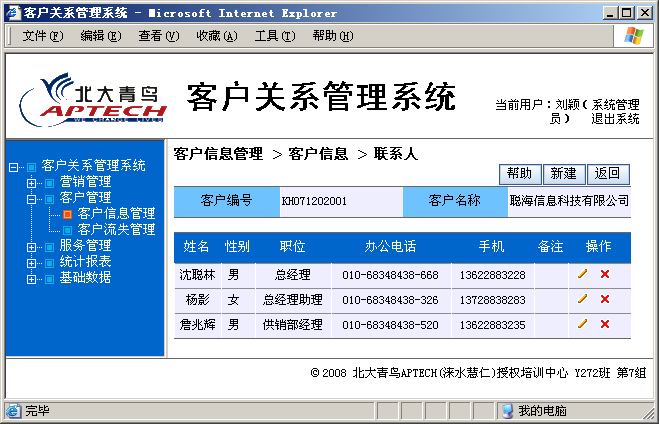 客户关系管理系统 - Microsoft Internet Explorer
文件(F) 编辑(E) 查看(V) 收藏(A) 工具(T) 帮助(H)
北大青鸟
APTECH
WE CHANGE LIVES
客户关系管理系统
当前用户：刘颖(系统管理
员) 退出系统
客户关系管理系统
营销管理
客户管理
客户信息管理
客户流失管理
服务管理
统计报表
基础数据
客户信息管理 > 客户信息 > 联系人
帮助 新建 返回
客户编号 KH071202001 客户名称 聪海信息科技有限公司
姓名 性别 职位 办公电话 手机 备注 操作
沈聪林 男 总经理 010-68348438-668 13622883228
杨影 女 总经理助理 010-68348438-326 13728838283
詹兆辉 男 供销部经理 010-68348438-520 13622883235
©2008 北大青鸟APTECH(涞水慧仁)授权培训中心 Y272班 第7组
完毕 我的电脑